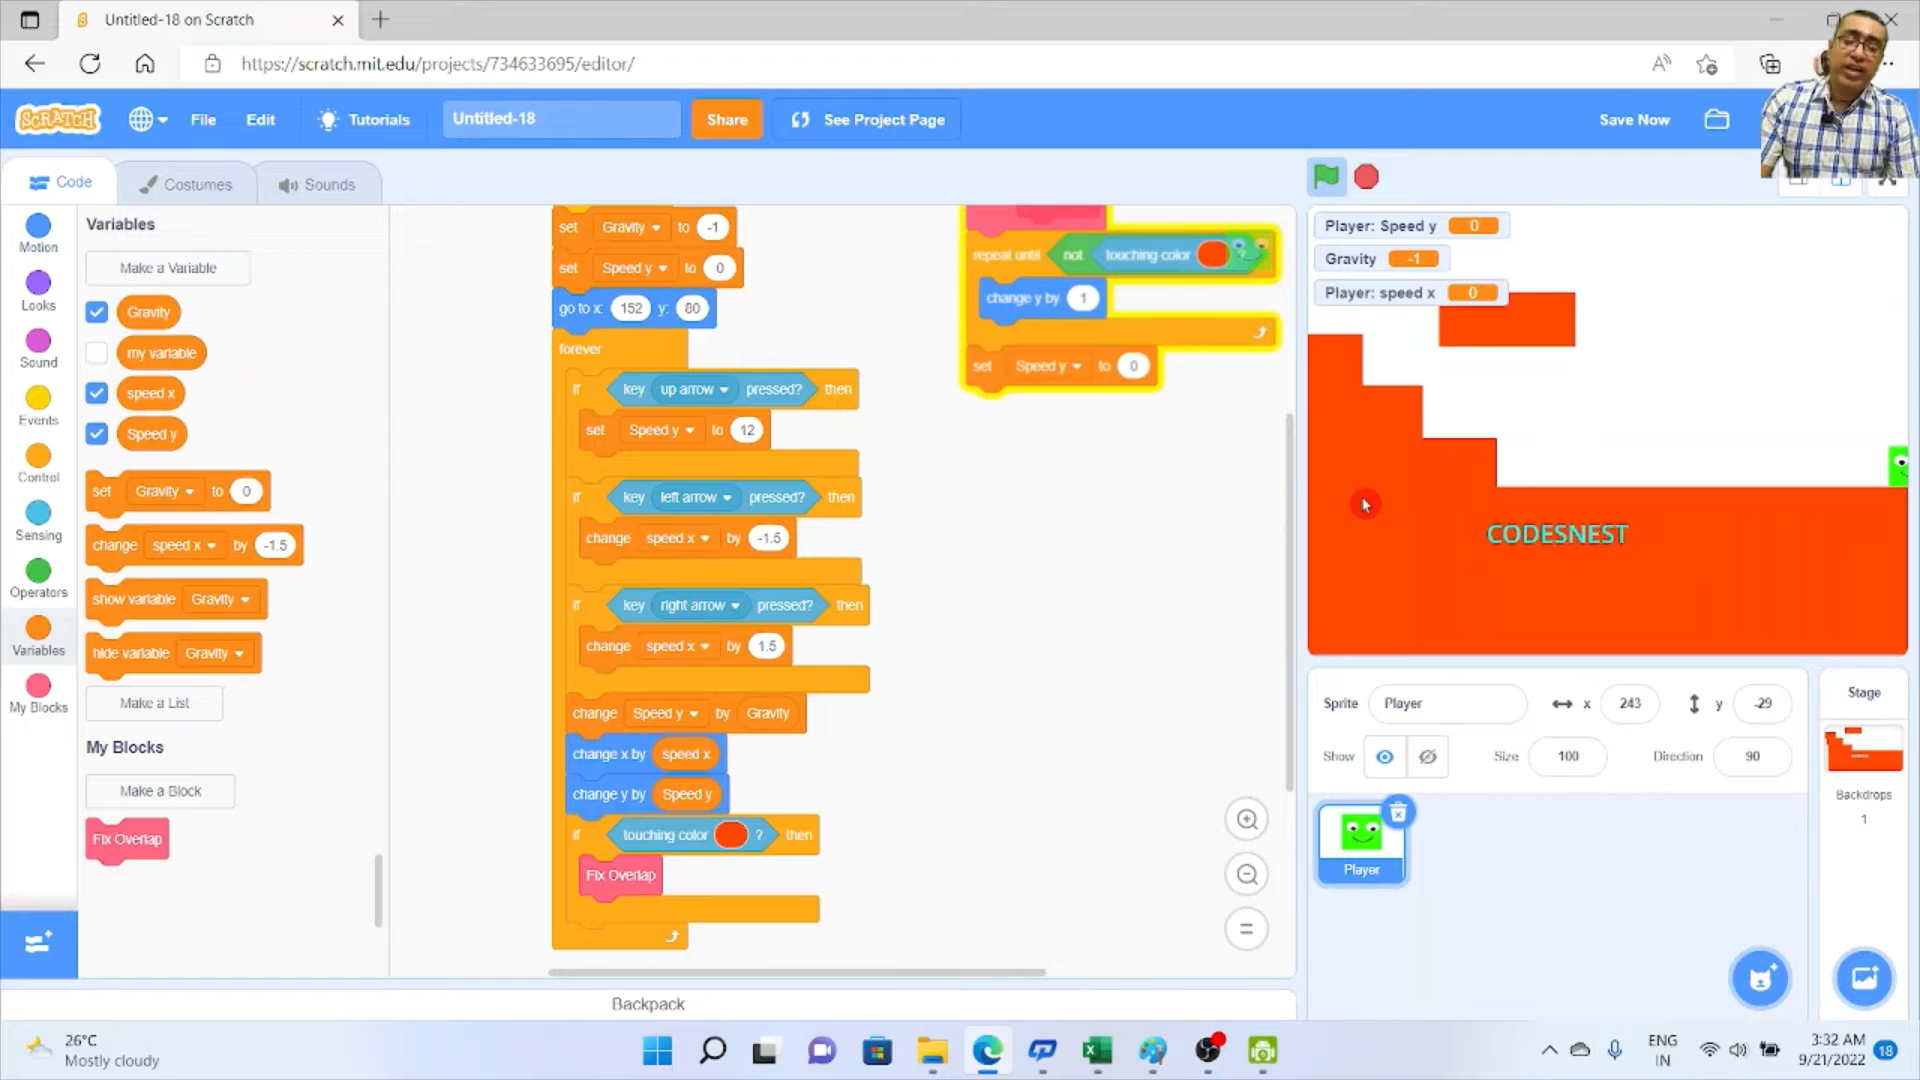 Untitled-18 on Scratch
https://scratch.mit.edu/projects/734633695/editor/
SCRATCH
File
Edit
Tutorials
Untitled-18
Share
See Project Page
Save Now
Code
Costumes
Sounds
Motion
Looks
Sound
Events
Control
Sensing
Operators
Variables
My Blocks
Variables
Make a Variable
Gravity
my variable
speed x
Speed y
set Gravity to 0
change speed x by -1.5
show variable Gravity
hide variable Gravity
Make a List
My Blocks
Make a Block
Fix Overlap
set Gravity to -1
set Speed y to 0
go to x: 152 y: 80
forever
if key up arrow pressed? then
set Speed y to 12
if key left arrow pressed? then
change speed x by -1.5
if key right arrow pressed? then
change speed x by 1.5
change Speed y by Gravity
change x by speed x
change y by Speed y
if touching color ? then
Fix Overlap
repeat until not touching color
change y by 1
set Speed y to 0
Player: Speed y 0
Gravity -1
Player: speed x 0
CODESNEST
Sprite Player x 243 y -29
Show Size 100 Direction 90
Player
Stage
Backdrops
1
Backpack
26°C
Mostly cloudy
ENG
IN
3:32 AM
9/21/2022
18